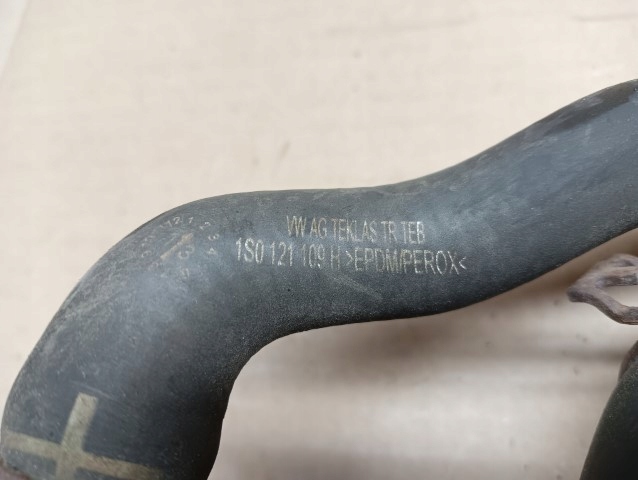 VW AG TEKLAS TR TEB
1S0 121 109 H >EPDM/PEROX<